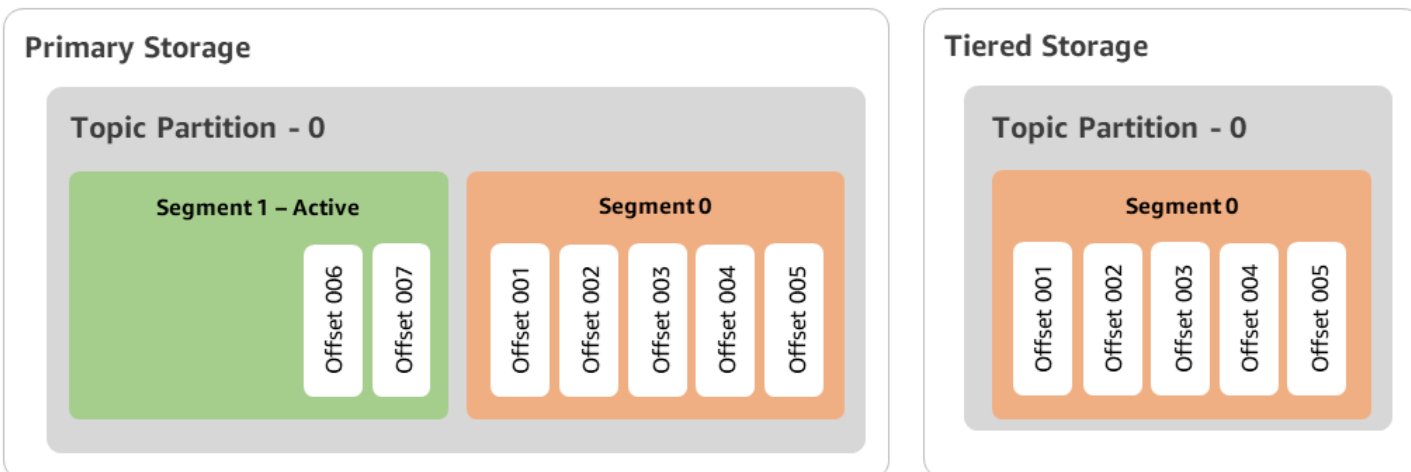 Primary Storage
Topic Partition - 0
Segment 1 – Active
Offset 006
Offset 007
Segment 0
Offset 001
Offset 002
Offset 003
Offset 004
Offset 005
Tiered Storage
Topic Partition - 0
Segment 0
Offset 001
Offset 002
Offset 003
Offset 004
Offset 005